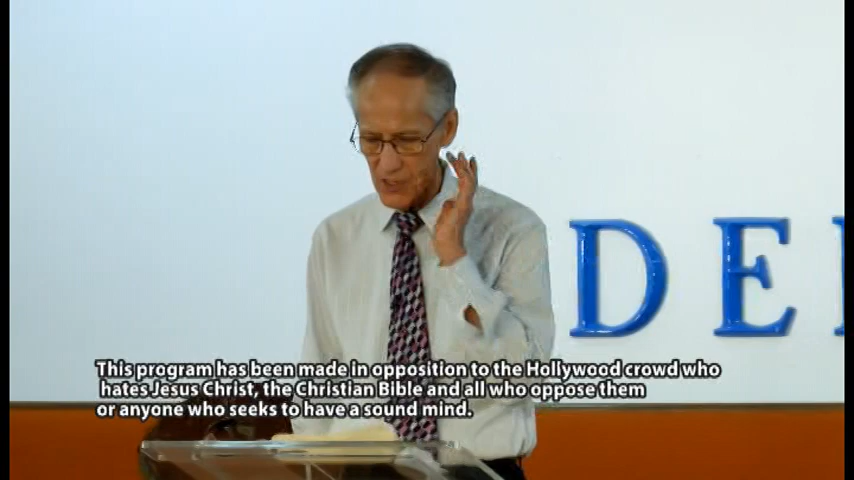 DE
This program has been made in opposition to the Hollywood crowd who
hates Jesus Christ, the Christian Bible and all who oppose them
or anyone who seeks to have a sound mind.